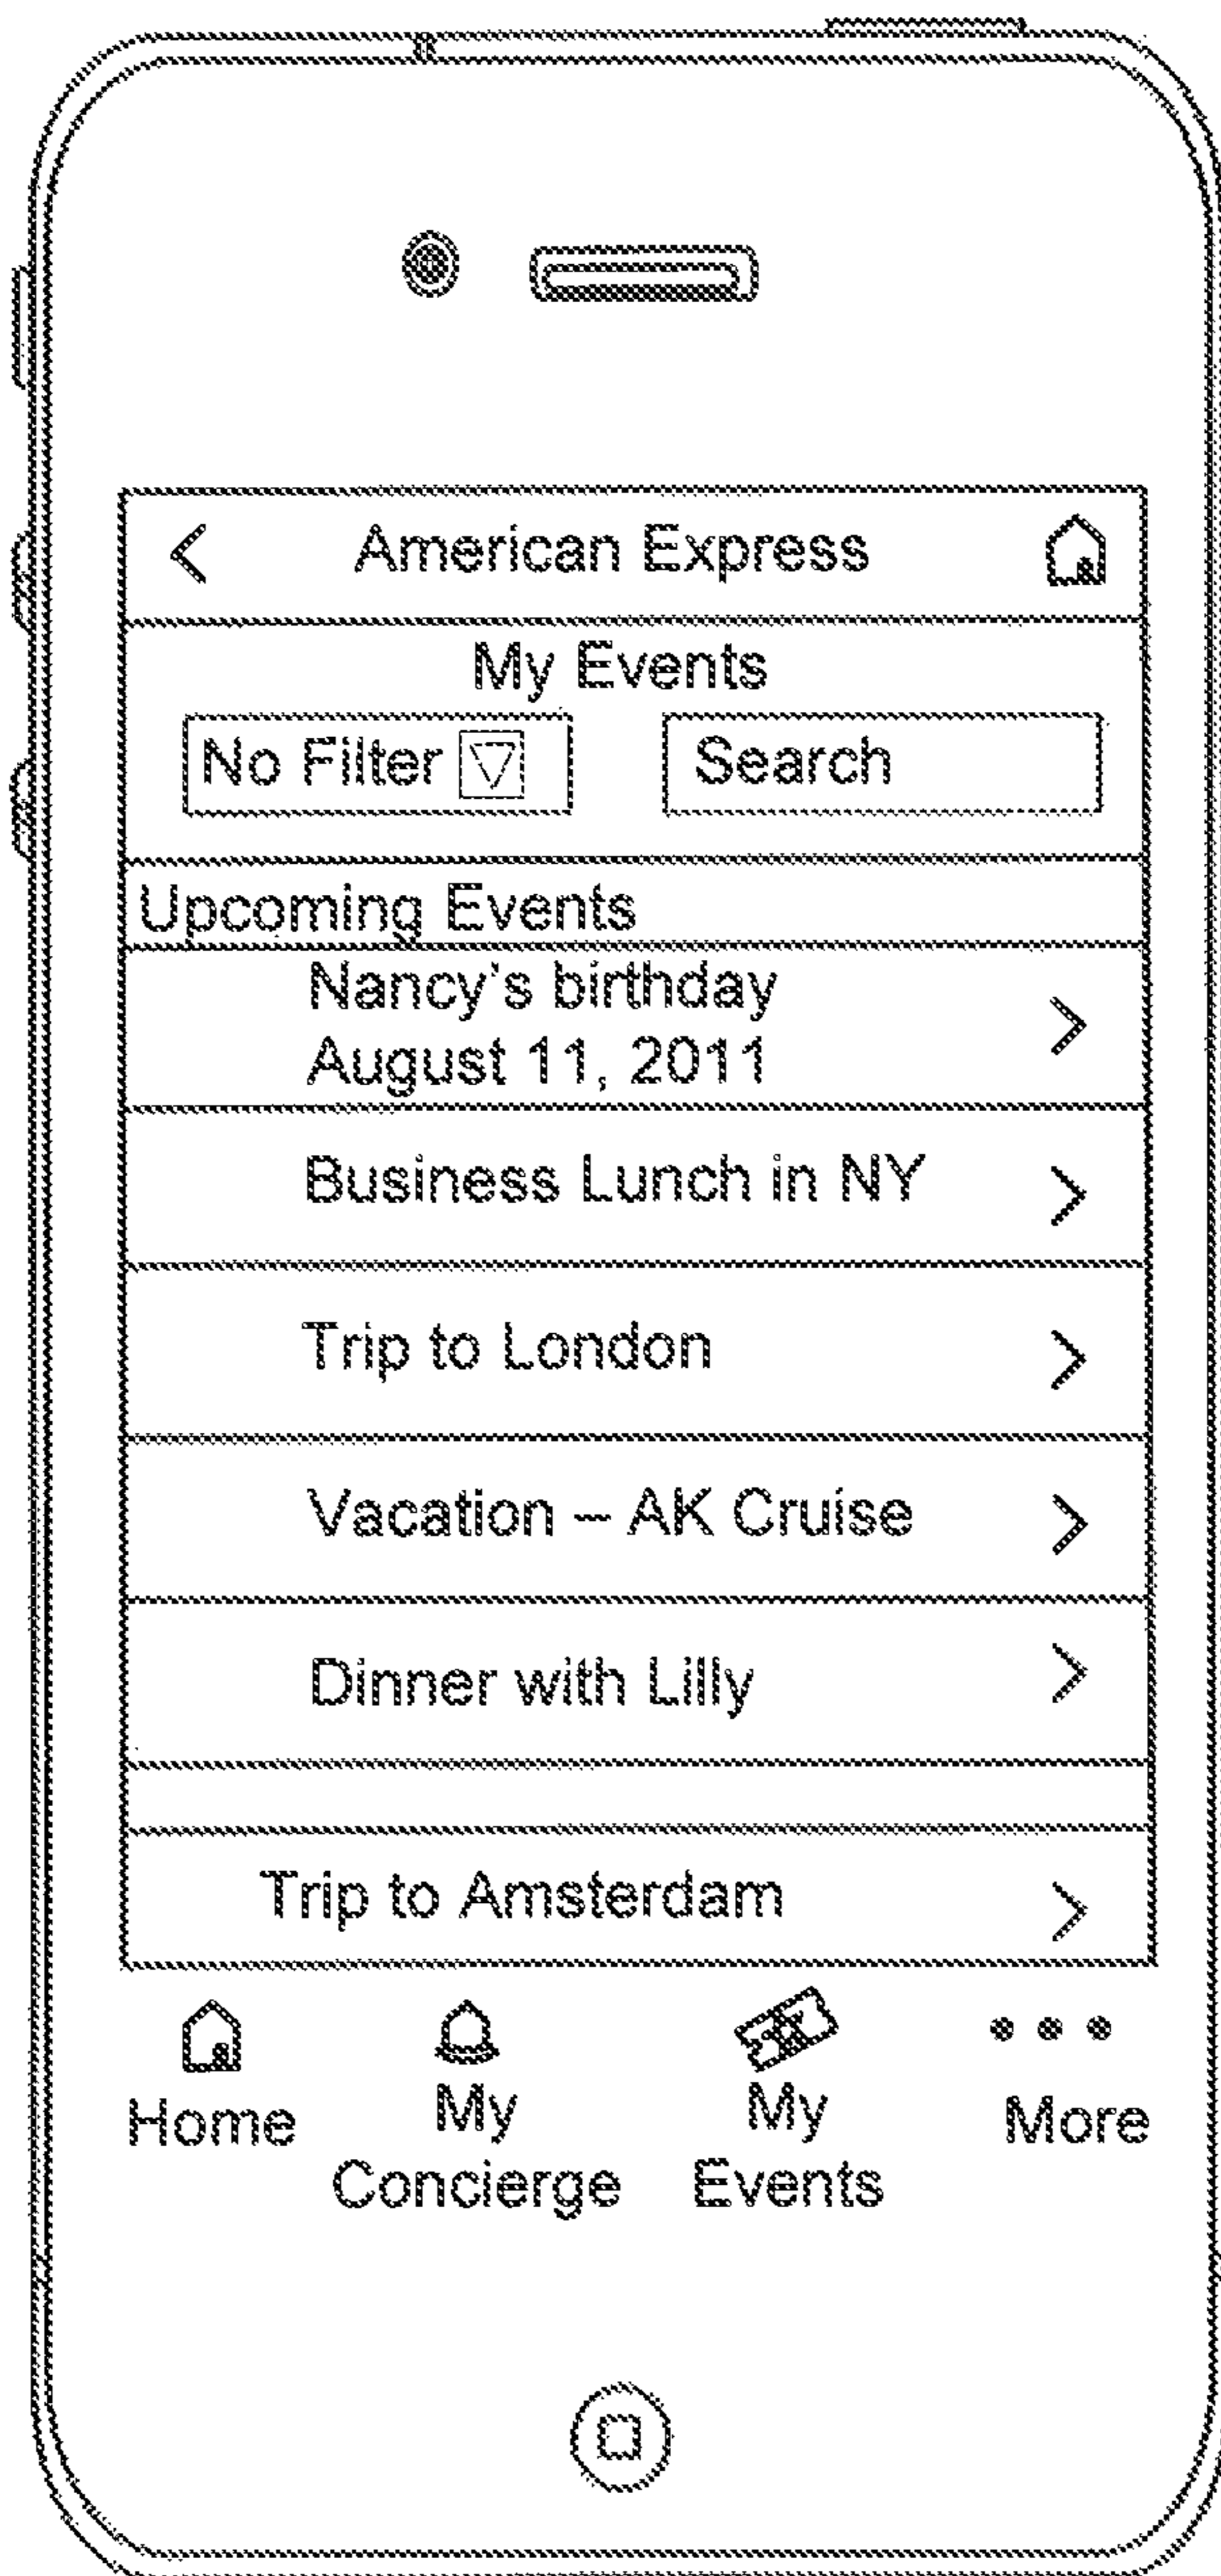 American Express
My Events
No Filter Search
Upcoming Events
Nancy's birthday
August 11, 2011
Business Lunch in NY
Trip to London
Vacation – AK Cruise
Dinner with Lilly
Trip to Amsterdam
Home My Concierge My Events More